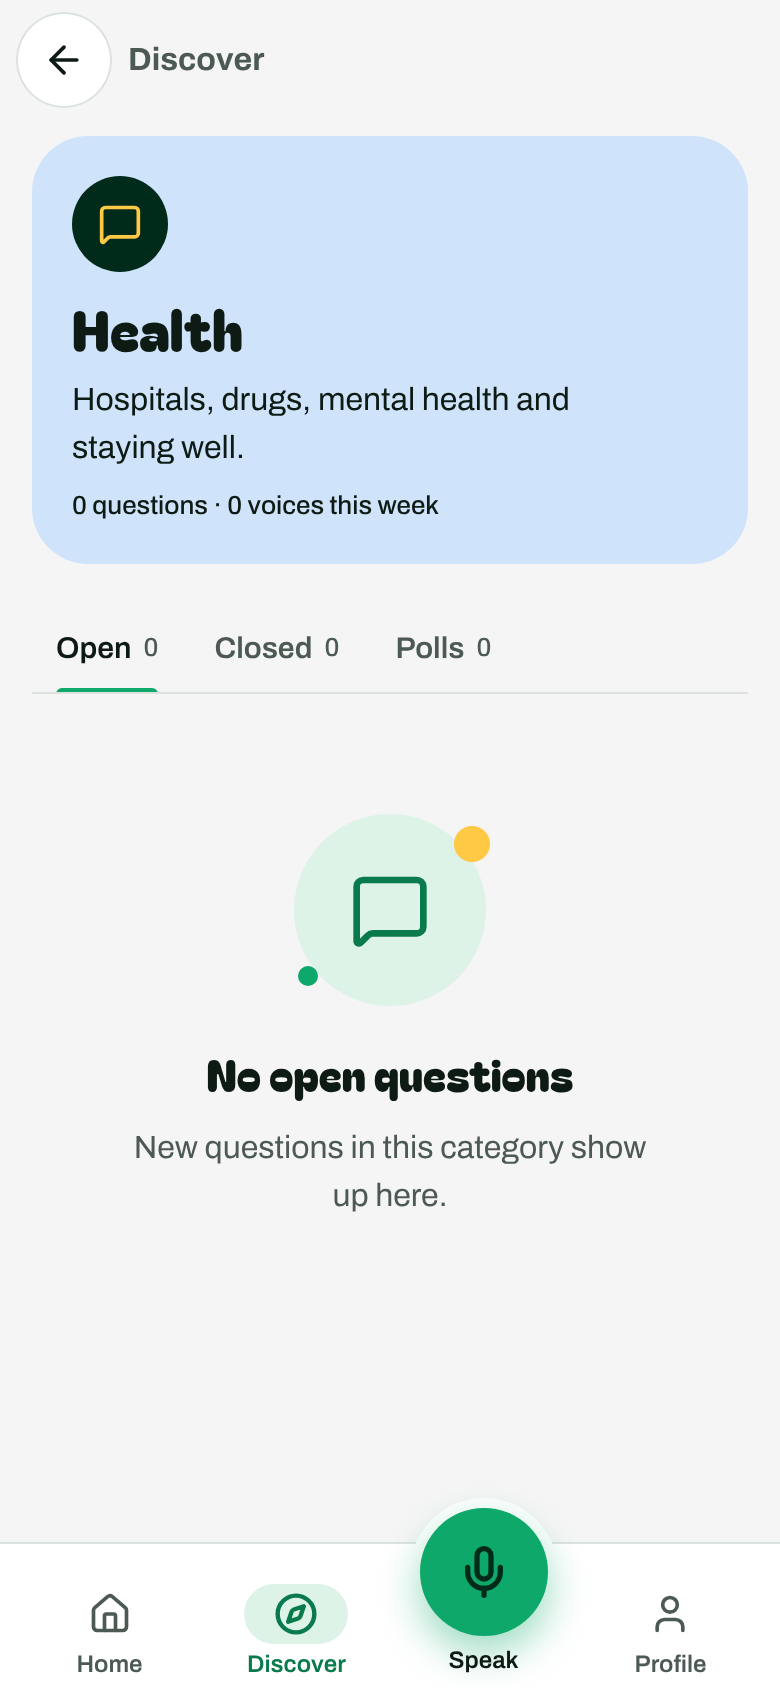 Discover
Health
Hospitals, drugs, mental health and
staying well.
0 questions · 0 voices this week
Open 0 Closed 0 Polls 0
No open questions
New questions in this category show
up here.
Home Discover Speak Profile